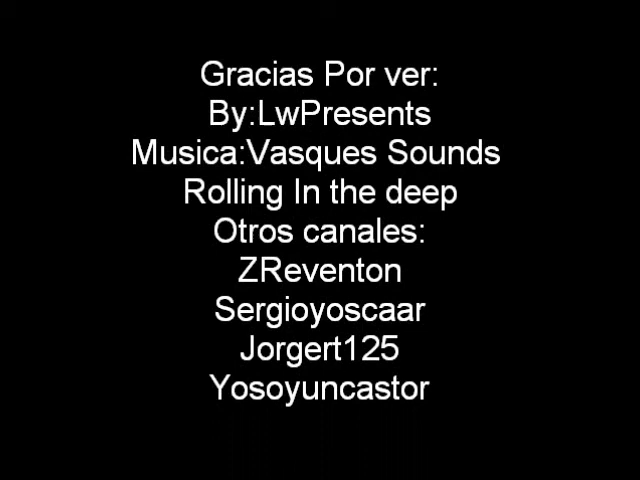 Gracias Por ver:
By:LwPresents
Musica:Vasques Sounds
Rolling In the deep
Otros canales:
ZReventon
Sergioyoscaar
Jorgert125
Yosoyuncastor